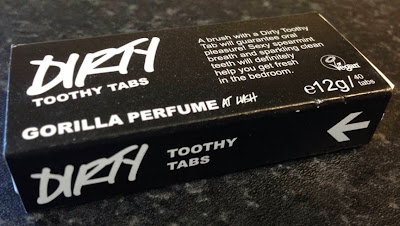 DIRTY
TOOTHY TABS
A brush with a Dirty Toothy
Tab will guarantee oral
pleasure! Sexy spearmint
breath and sparkling clean
teeth will definitely
help you get fresh
in the bedroom.
Vegan
e12g/40
tabs
GORILLA PERFUME AT LUSH
DIRTY
TOOTHY
TABS